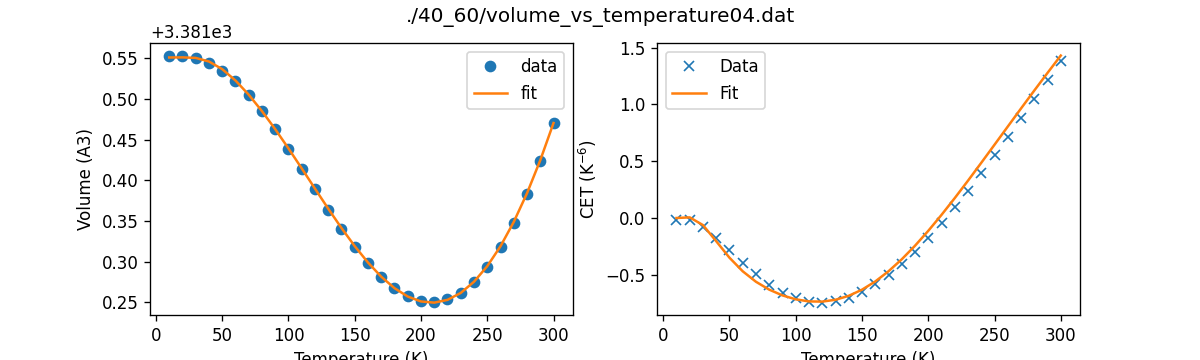 ./40_60/volume_vs_temperature04.dat
+3.381e3
0.55
0.50
0.45
0.40
0.35
0.30
0.25
Volume (A3)
data
fit
0 50 100 150 200 250 300
Temperature (K)
1.5
1.0
0.5
0.0
−0.5
CET (K⁻⁶)
Data
Fit
0 50 100 150 200 250 300
Temperature (K)